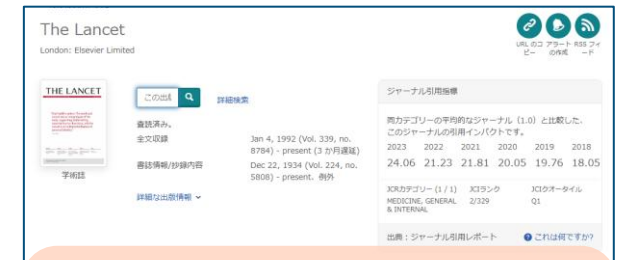 The Lancet
London: Elsevier Limited
URL のコピー
アラートの作成
RSS フィード
THE LANCET
学術誌
この出版
詳細検索
査読済み。
全文収録
Jan 4, 1992 (Vol. 339, no. 8784) - present (3 か月遅延)
書誌情報/抄録内容
Dec 22, 1934 (Vol. 224, no. 5808) - present. 例外
詳細な出版情報
ジャーナル引用指標
同カテゴリーの平均的なジャーナル（1.0）と比較した、
このジャーナルの引用インパクトです。
2023 2022 2021 2020 2019 2018
24.06 21.23 21.81 20.05 19.76 18.05
JCRカテゴリー (1 / 1) JCIランク JCIクオータイル
MEDICINE, GENERAL & INTERNAL 2/329 Q1
出典：ジャーナル引用レポート
これは何ですか?